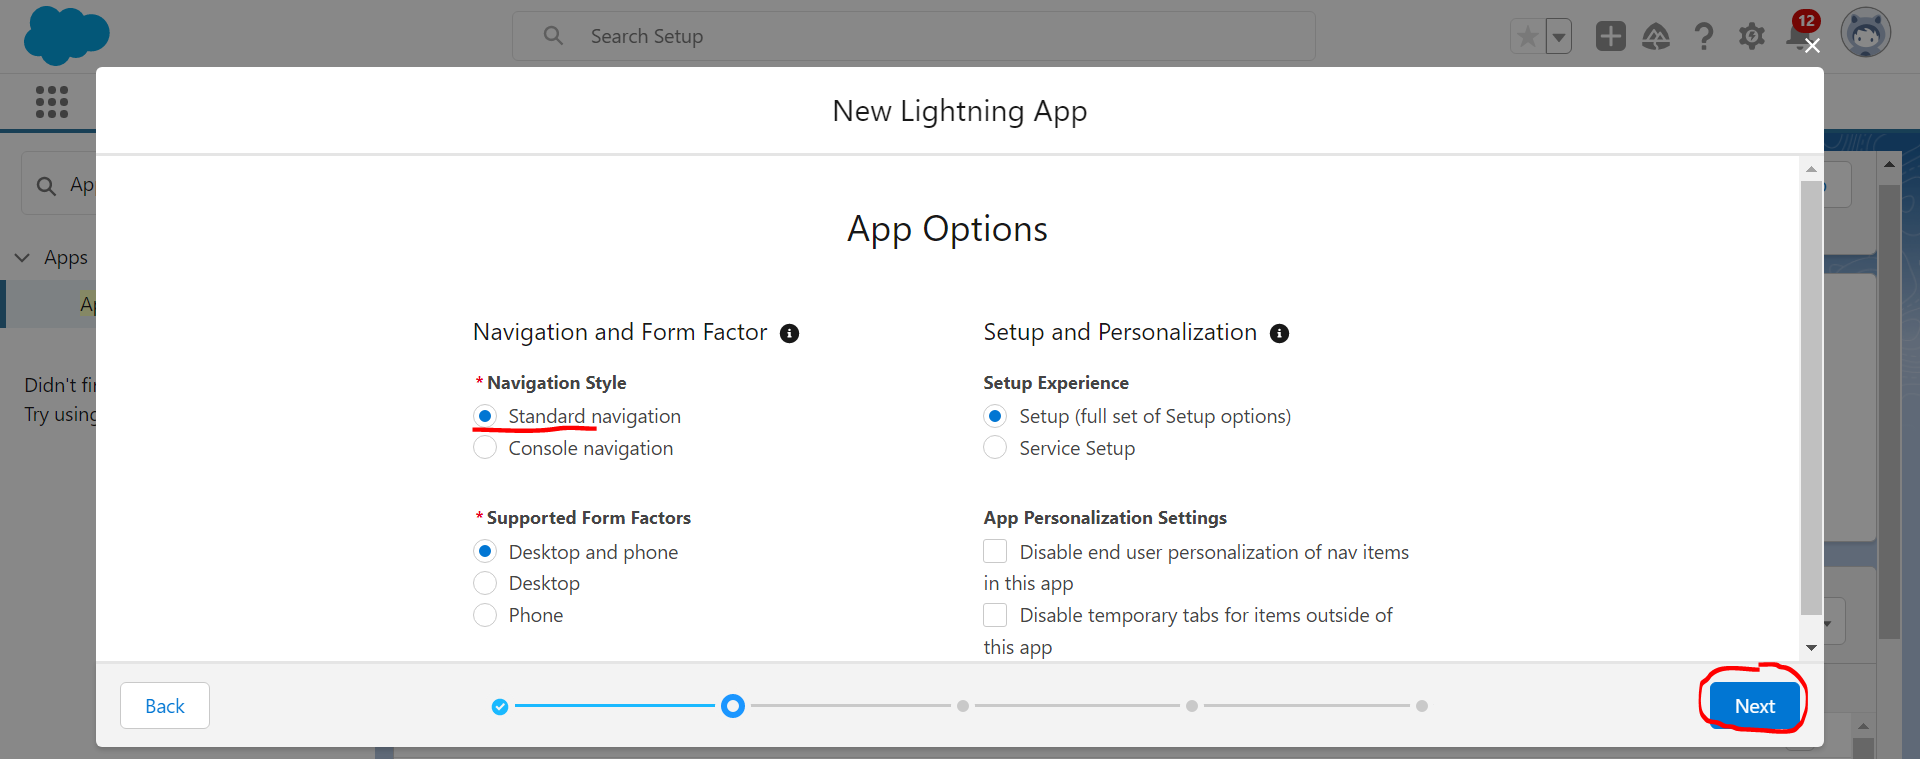 Search Setup
12
New Lightning App
Ap
Apps
Ap
Didn't fi
Try using
App Options
Navigation and Form Factor
* Navigation Style
Standard navigation
Console navigation
* Supported Form Factors
Desktop and phone
Desktop
Phone
Setup and Personalization
Setup Experience
Setup (full set of Setup options)
Service Setup
App Personalization Settings
Disable end user personalization of nav items
in this app
Disable temporary tabs for items outside of
this app
Back
Next